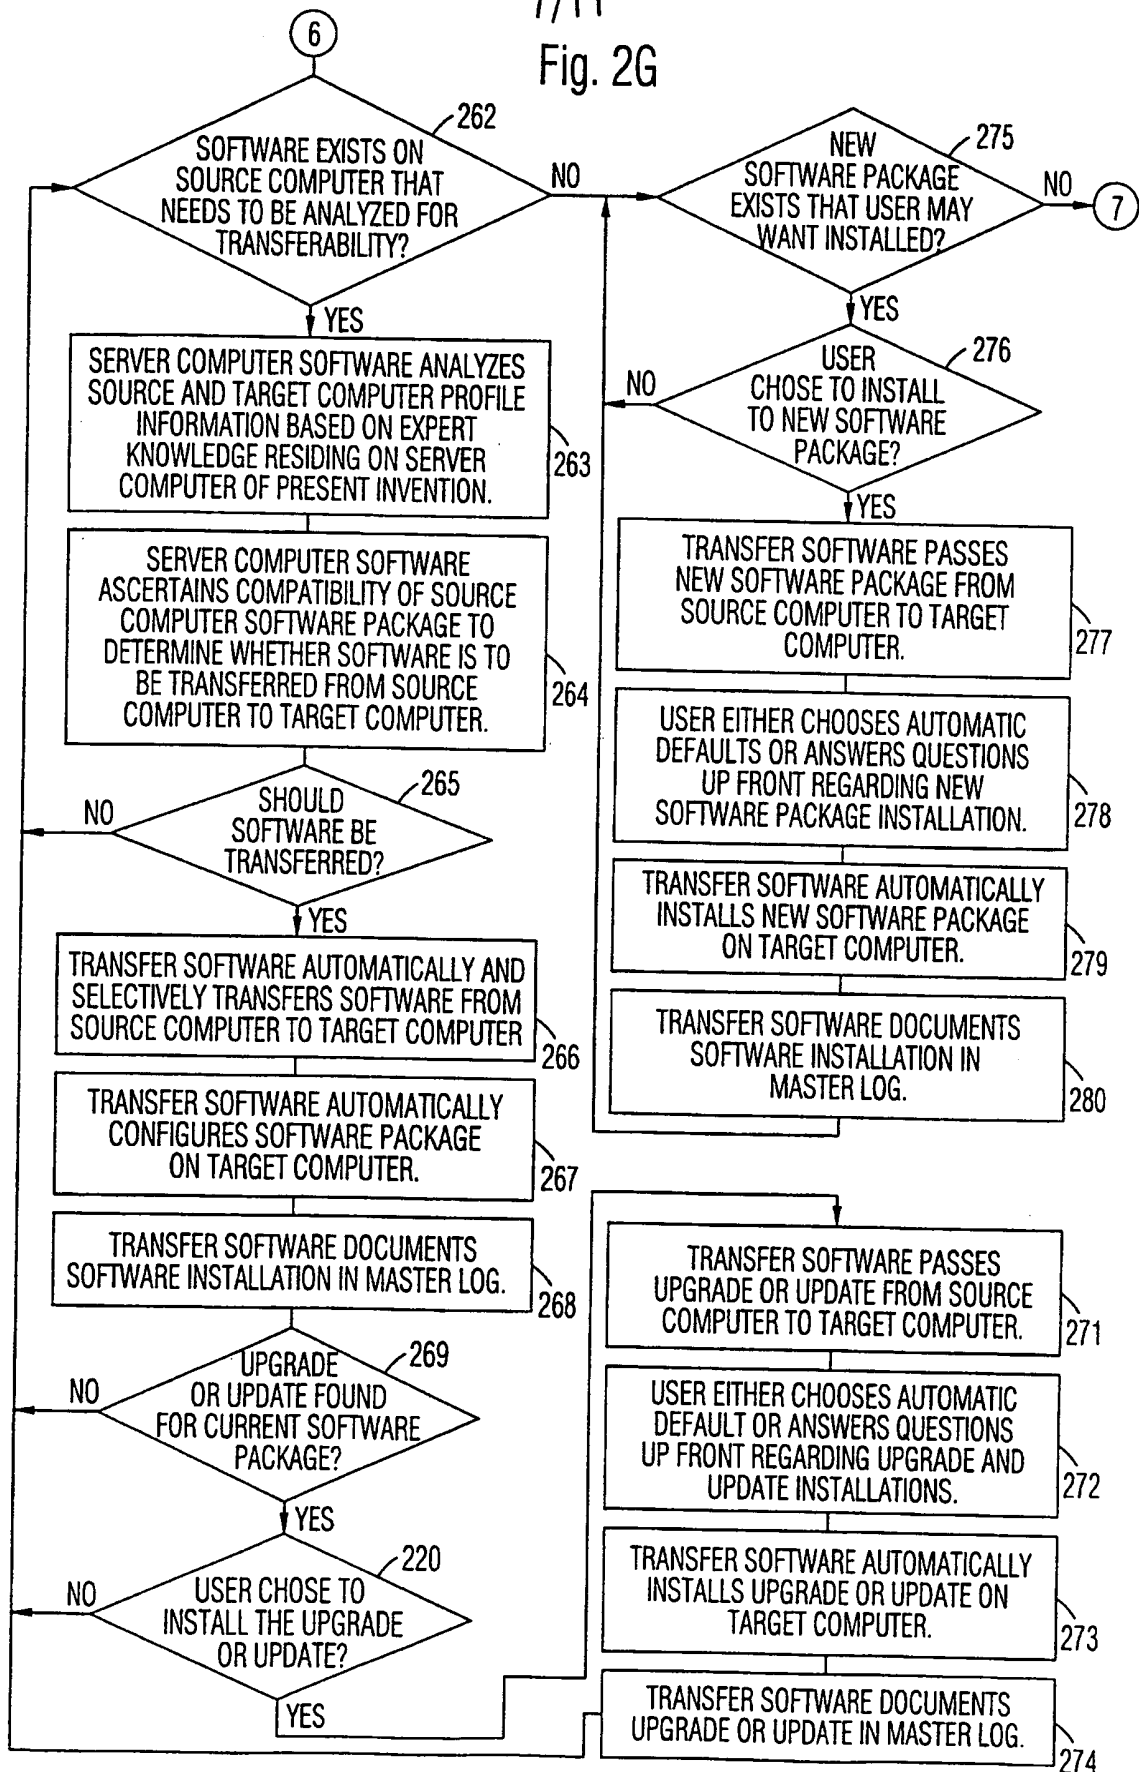 6
Fig. 2G
262
SOFTWARE EXISTS ON
SOURCE COMPUTER THAT
NEEDS TO BE ANALYZED FOR
TRANSFERABILITY?
NO
YES
SERVER COMPUTER SOFTWARE ANALYZES
SOURCE AND TARGET COMPUTER PROFILE
INFORMATION BASED ON EXPERT
KNOWLEDGE RESIDING ON SERVER
COMPUTER OF PRESENT INVENTION.
263
SERVER COMPUTER SOFTWARE
ASCERTAINS COMPATIBILITY OF SOURCE
COMPUTER SOFTWARE PACKAGE TO
DETERMINE WHETHER SOFTWARE IS TO
BE TRANSFERRED FROM SOURCE
COMPUTER TO TARGET COMPUTER.
264
265
SHOULD
SOFTWARE BE
TRANSFERRED?
NO
YES
TRANSFER SOFTWARE AUTOMATICALLY AND
SELECTIVELY TRANSFERS SOFTWARE FROM
SOURCE COMPUTER TO TARGET COMPUTER
266
TRANSFER SOFTWARE AUTOMATICALLY
CONFIGURES SOFTWARE PACKAGE
ON TARGET COMPUTER.
267
TRANSFER SOFTWARE DOCUMENTS
SOFTWARE INSTALLATION IN MASTER LOG.
268
269
UPGRADE
OR UPDATE FOUND
FOR CURRENT SOFTWARE
PACKAGE?
NO
YES
220
USER CHOSE TO
INSTALL THE UPGRADE
OR UPDATE?
NO
YES
275
NEW
SOFTWARE PACKAGE
EXISTS THAT USER MAY
WANT INSTALLED?
NO
7
YES
276
USER
CHOSE TO INSTALL
TO NEW SOFTWARE
PACKAGE?
NO
YES
TRANSFER SOFTWARE PASSES
NEW SOFTWARE PACKAGE FROM
SOURCE COMPUTER TO TARGET
COMPUTER.
277
USER EITHER CHOOSES AUTOMATIC
DEFAULTS OR ANSWERS QUESTIONS
UP FRONT REGARDING NEW
SOFTWARE PACKAGE INSTALLATION.
278
TRANSFER SOFTWARE AUTOMATICALLY
INSTALLS NEW SOFTWARE PACKAGE
ON TARGET COMPUTER.
279
TRANSFER SOFTWARE DOCUMENTS
SOFTWARE INSTALLATION IN
MASTER LOG.
280
TRANSFER SOFTWARE PASSES
UPGRADE OR UPDATE FROM SOURCE
COMPUTER TO TARGET COMPUTER.
271
USER EITHER CHOOSES AUTOMATIC
DEFAULT OR ANSWERS QUESTIONS
UP FRONT REGARDING UPGRADE AND
UPDATE INSTALLATIONS.
272
TRANSFER SOFTWARE AUTOMATICALLY
INSTALLS UPGRADE OR UPDATE ON
TARGET COMPUTER.
273
TRANSFER SOFTWARE DOCUMENTS
UPGRADE OR UPDATE IN MASTER LOG.
274